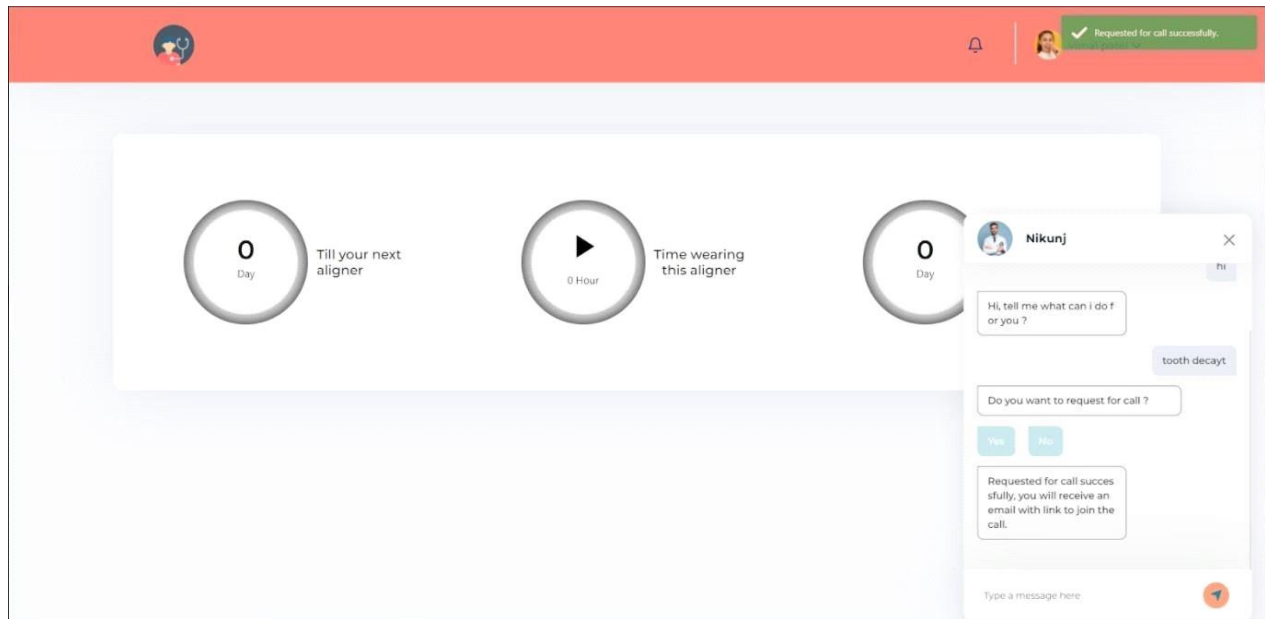 Requested for call successfully.
0
Day
Till your next
aligner
0 Hour
Time wearing
this aligner
0
Day
Nikunj
hi
Hi, tell me what can i do f
or you ?
tooth decayt
Do you want to request for call ?
Yes
No
Requested for call succes
sfully, you will receive an
email with link to join the
call.
Type a message here